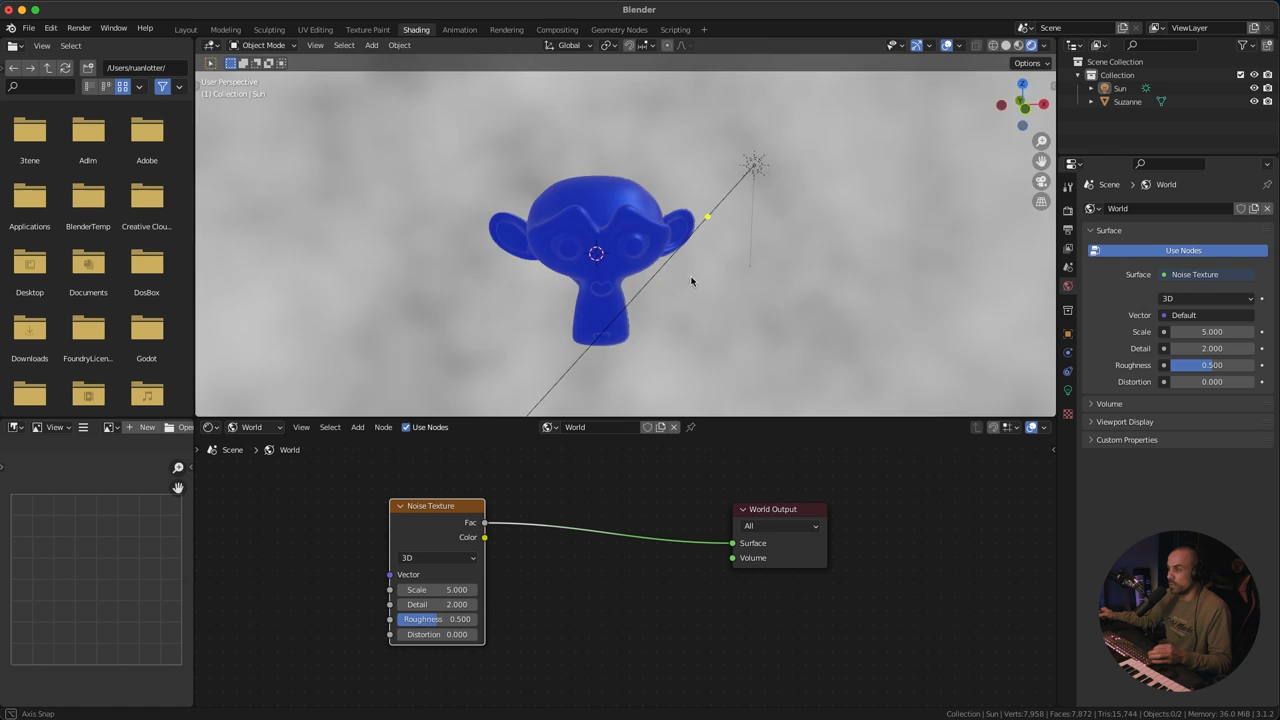 Blender
File Edit Render Window Help
Layout Modeling Sculpting UV Editing Texture Paint Shading Animation Rendering Compositing Geometry Nodes Scripting
Scene
ViewLayer
View Select
Object Mode View Select Add Object
Global
/Users/ruanlotter/
Options
User Perspective
(1) Collection | Sun
Z
X
Y
3tene Adlm Adobe
Applications BlenderTemp Creative Clou...
Desktop Documents DosBox
Downloads FoundryLicen... Godot
Scene Collection
Collection
Sun
Suzanne
Scene > World
World
Surface
Use Nodes
Surface Noise Texture
3D
Vector Default
Scale 5.000
Detail 2.000
Roughness 0.500
Distortion 0.000
Volume
Viewport Display
Custom Properties
View New Open
World View Select Add Node Use Nodes World
Scene > World
Noise Texture
Fac
Color
3D
Vector
Scale 5.000
Detail 2.000
Roughness 0.500
Distortion 0.000
World Output
All
Surface
Volume
Axis Snap
Collection | Sun | Verts:7,958 | Faces:7,872 | Tris:15,744 | Objects:0/2 | Memory: 36.0 MiB | 3.1.2